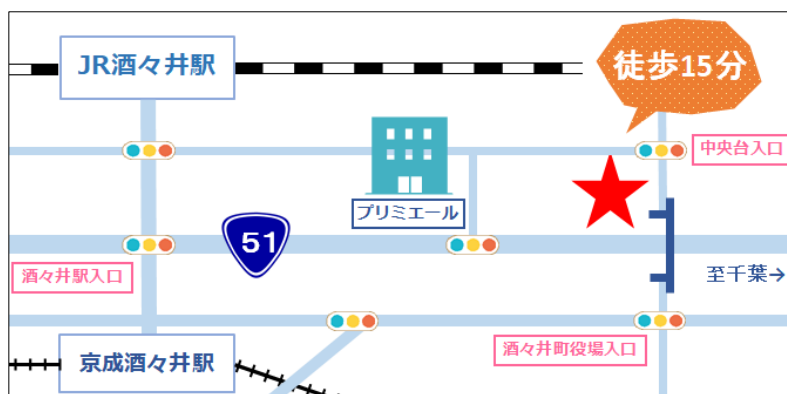 JR酒々井駅
徒歩15分
中央台入口
プリミエール
51
酒々井駅入口
至千葉→
酒々井町役場入口
京成酒々井駅